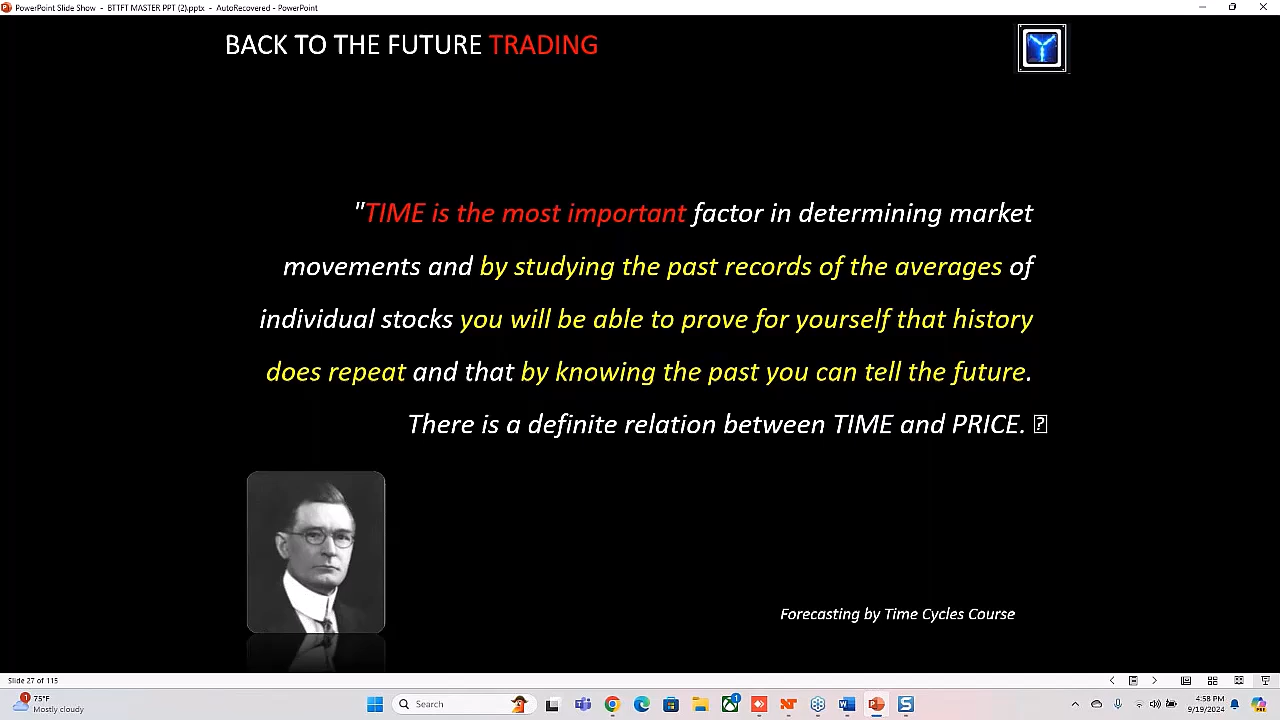 PowerPoint Slide Show - BTTFT MASTER PPT (2).pptx - AutoRecovered - PowerPoint
BACK TO THE FUTURE TRADING
"TIME is the most important factor in determining market
movements and by studying the past records of the averages of
individual stocks you will be able to prove for yourself that history
does repeat and that by knowing the past you can tell the future.
There is a definite relation between TIME and PRICE.
Forecasting by Time Cycles Course
Slide 27 of 115
75°F
Mostly cloudy
Search
4:58 PM
9/19/2024